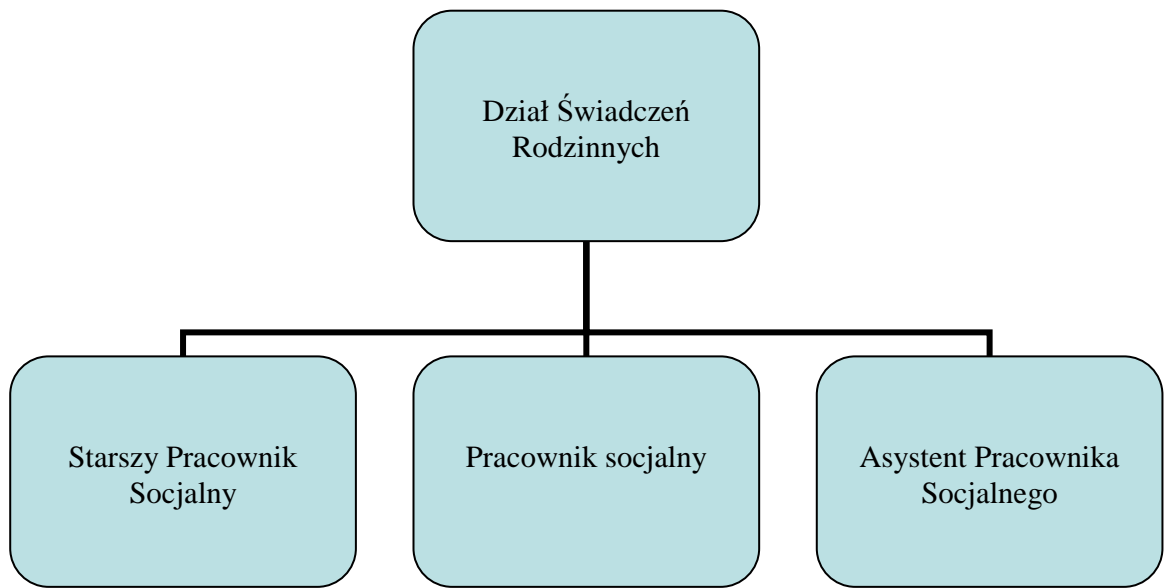 Dział Świadczeń
Rodzinnych
Starszy Pracownik
Socjalny
Pracownik socjalny
Asystent Pracownika
Socjalnego